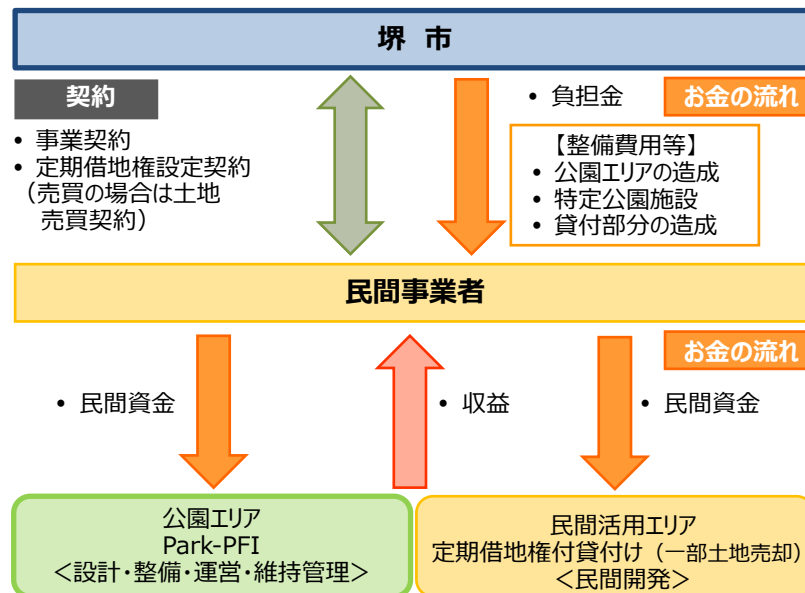 堺 市
契約
• 事業契約
• 定期借地権設定契約
（売買の場合は土地
売買契約）
• 負担金
お金の流れ
【整備費用等】
• 公園エリアの造成
• 特定公園施設
• 貸付部分の造成
民間事業者
お金の流れ
• 民間資金
• 収益
• 民間資金
公園エリア
Park-PFI
＜設計・整備・運営・維持管理＞
民間活用エリア
定期借地権付貸付け（一部土地売却）
＜民間開発＞